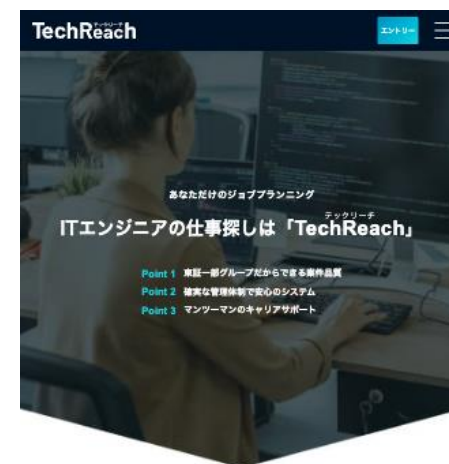 TechReach
テックリーチ
エントリー
あなただけのジョブプランニング
テックリーチ
ITエンジニアの仕事探しは「TechReach」
Point 1 東証一部グループだからできる案件品質
Point 2 確実な管理体制で安心のシステム
Point 3 マンツーマンのキャリアサポート